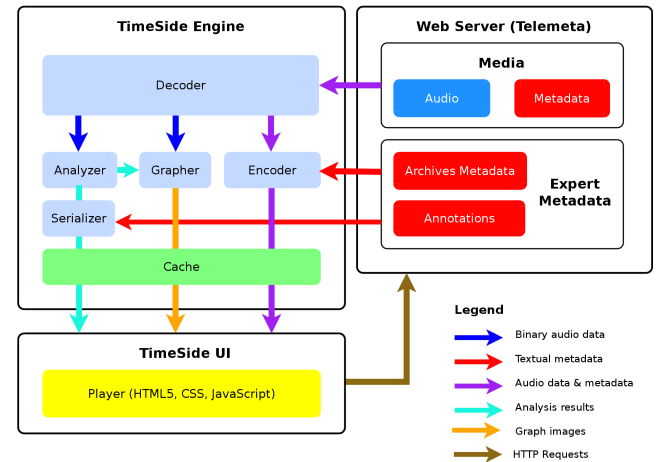 TimeSide Engine
Decoder
Analyzer
Grapher
Encoder
Serializer
Cache
TimeSide UI
Player (HTML5, CSS, JavaScript)
Web Server (Telemeta)
Media
Audio
Metadata
Archives Metadata
Annotations
Expert
Metadata
Legend
Binary audio data
Textual metadata
Audio data & metadata
Analysis results
Graph images
HTTP Requests